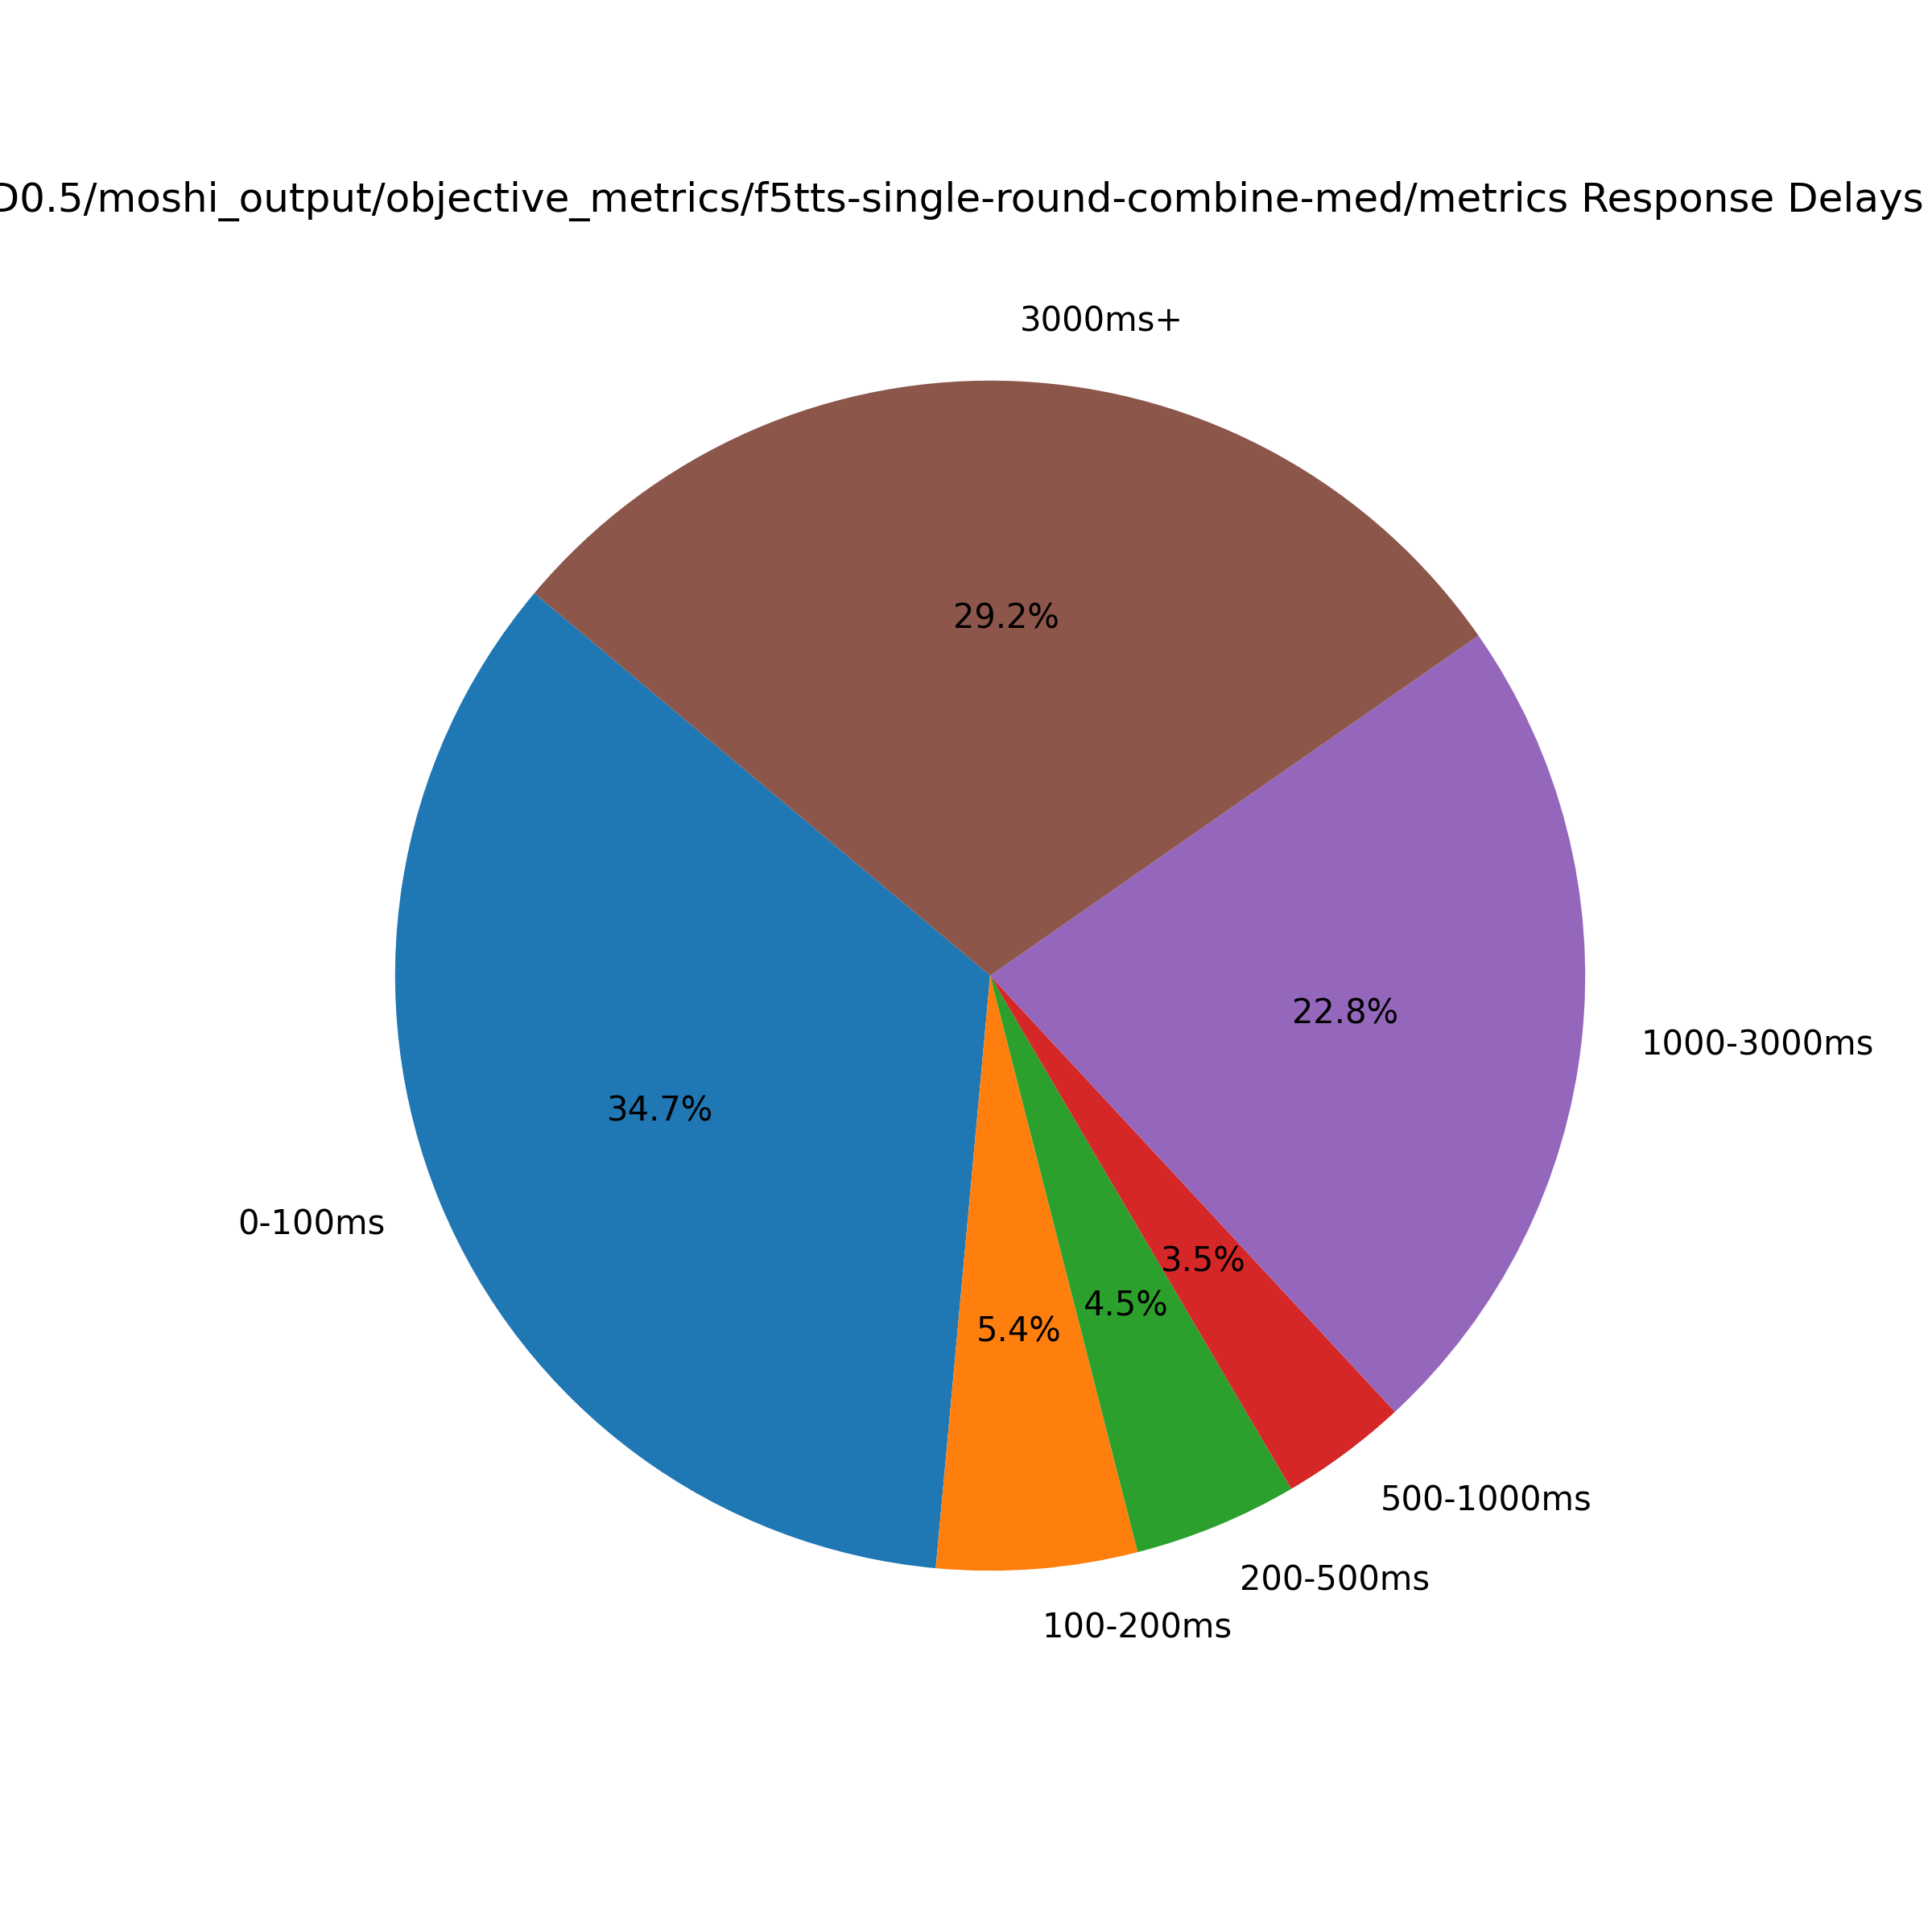 D0.5/moshi_output/objective_metrics/f5tts-single-round-combine-med/metrics Response Delays
3000ms+
29.2%
22.8%
1000-3000ms
34.7%
0-100ms
3.5%
4.5%
5.4%
500-1000ms
200-500ms
100-200ms